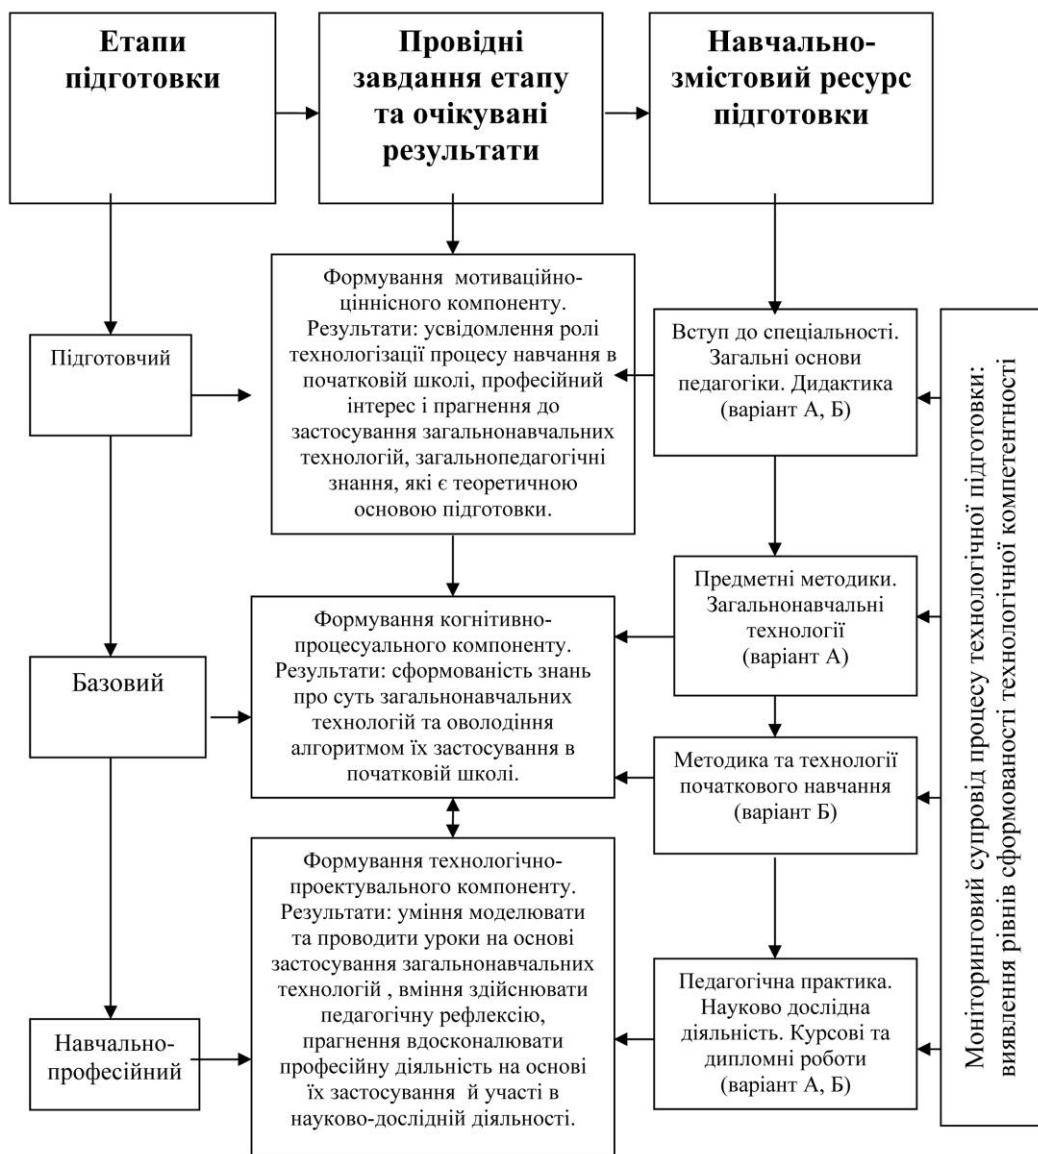 Етапи
підготовки
Провідні
завдання етапу
та очікувані
результати
Навчально-
змістовий ресурс
підготовки
Підготовчий
Формування мотиваційно-
ціннісного компоненту.
Результати: усвідомлення ролі
технологізації процесу навчання в
початковій школі, професійний
інтерес і прагнення до
застосування загальнонавчальних
технологій, загальнопедагогічні
знання, які є теоретичною
основою підготовки.
Вступ до спеціальності.
Загальні основи
педагогіки. Дидактика
(варіант А, Б)
Базовий
Формування когнітивно-
процесуального компоненту.
Результати: сформованість знань
про суть загальнонавчальних
технологій та оволодіння
алгоритмом їх застосування в
початковій школі.
Предметні методики.
Загальнонавчальні
технології
(варіант А)
Методика та технології
початкового навчання
(варіант Б)
Навчально-
професійний
Формування технологічно-
проектувального компоненту.
Результати: уміння моделювати
та проводити уроки на основі
застосування загальнонавчальних
технологій , вміння здійснювати
педагогічну рефлексію,
прагнення вдосконалювати
професійну діяльність на основі
їх застосування й участі в
науково-дослідній діяльності.
Педагогічна практика.
Науково дослідна
діяльність. Курсові та
дипломні роботи
(варіант А, Б)
Моніторинговий супровід процесу технологічної підготовки:
виявлення рівнів сформованості технологічної компетентності